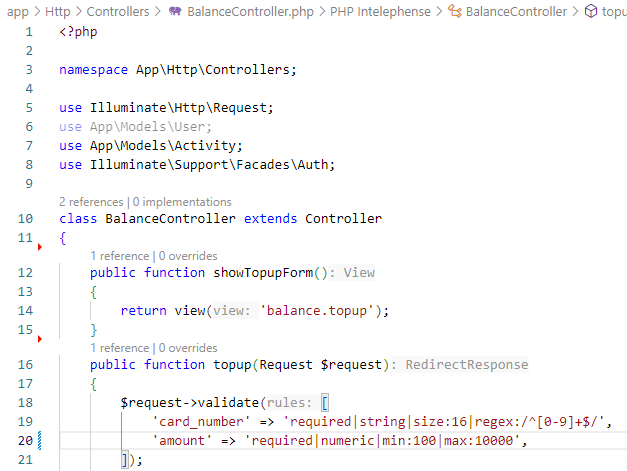 app > Http > Controllers > BalanceController.php > PHP Intelephense > BalanceController > topu
1 <?php
2
3 namespace App\Http\Controllers;
4
5 use Illuminate\Http\Request;
6 use App\Models\User;
7 use App\Models\Activity;
8 use Illuminate\Support\Facades\Auth;
9
2 references | 0 implementations
10 class BalanceController extends Controller
11 {
1 reference | 0 overrides
12 public function showTopupForm(): View
13 {
14 return view(view: 'balance.topup');
15 }
1 reference | 0 overrides
16 public function topup(Request $request): RedirectResponse
17 {
18 $request->validate(rules: [
19 'card_number' => 'required|string|size:16|regex:/^[0-9]+$/',
20 'amount' => 'required|numeric|min:100|max:10000',
21 ]);